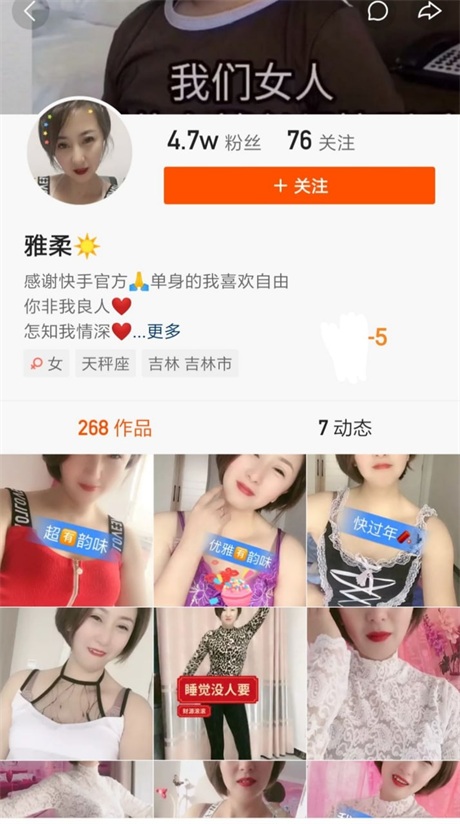 我们女人
4.7w 粉丝 76 关注
+ 关注
雅柔☀️
感谢快手官方🙏单身的我喜欢自由
你非我良人❤️
怎知我情深❤️...更多
-5
女 天秤座 吉林 吉林市
268 作品 7 动态
超有韵味
优雅有韵味
快过年
睡觉没人要